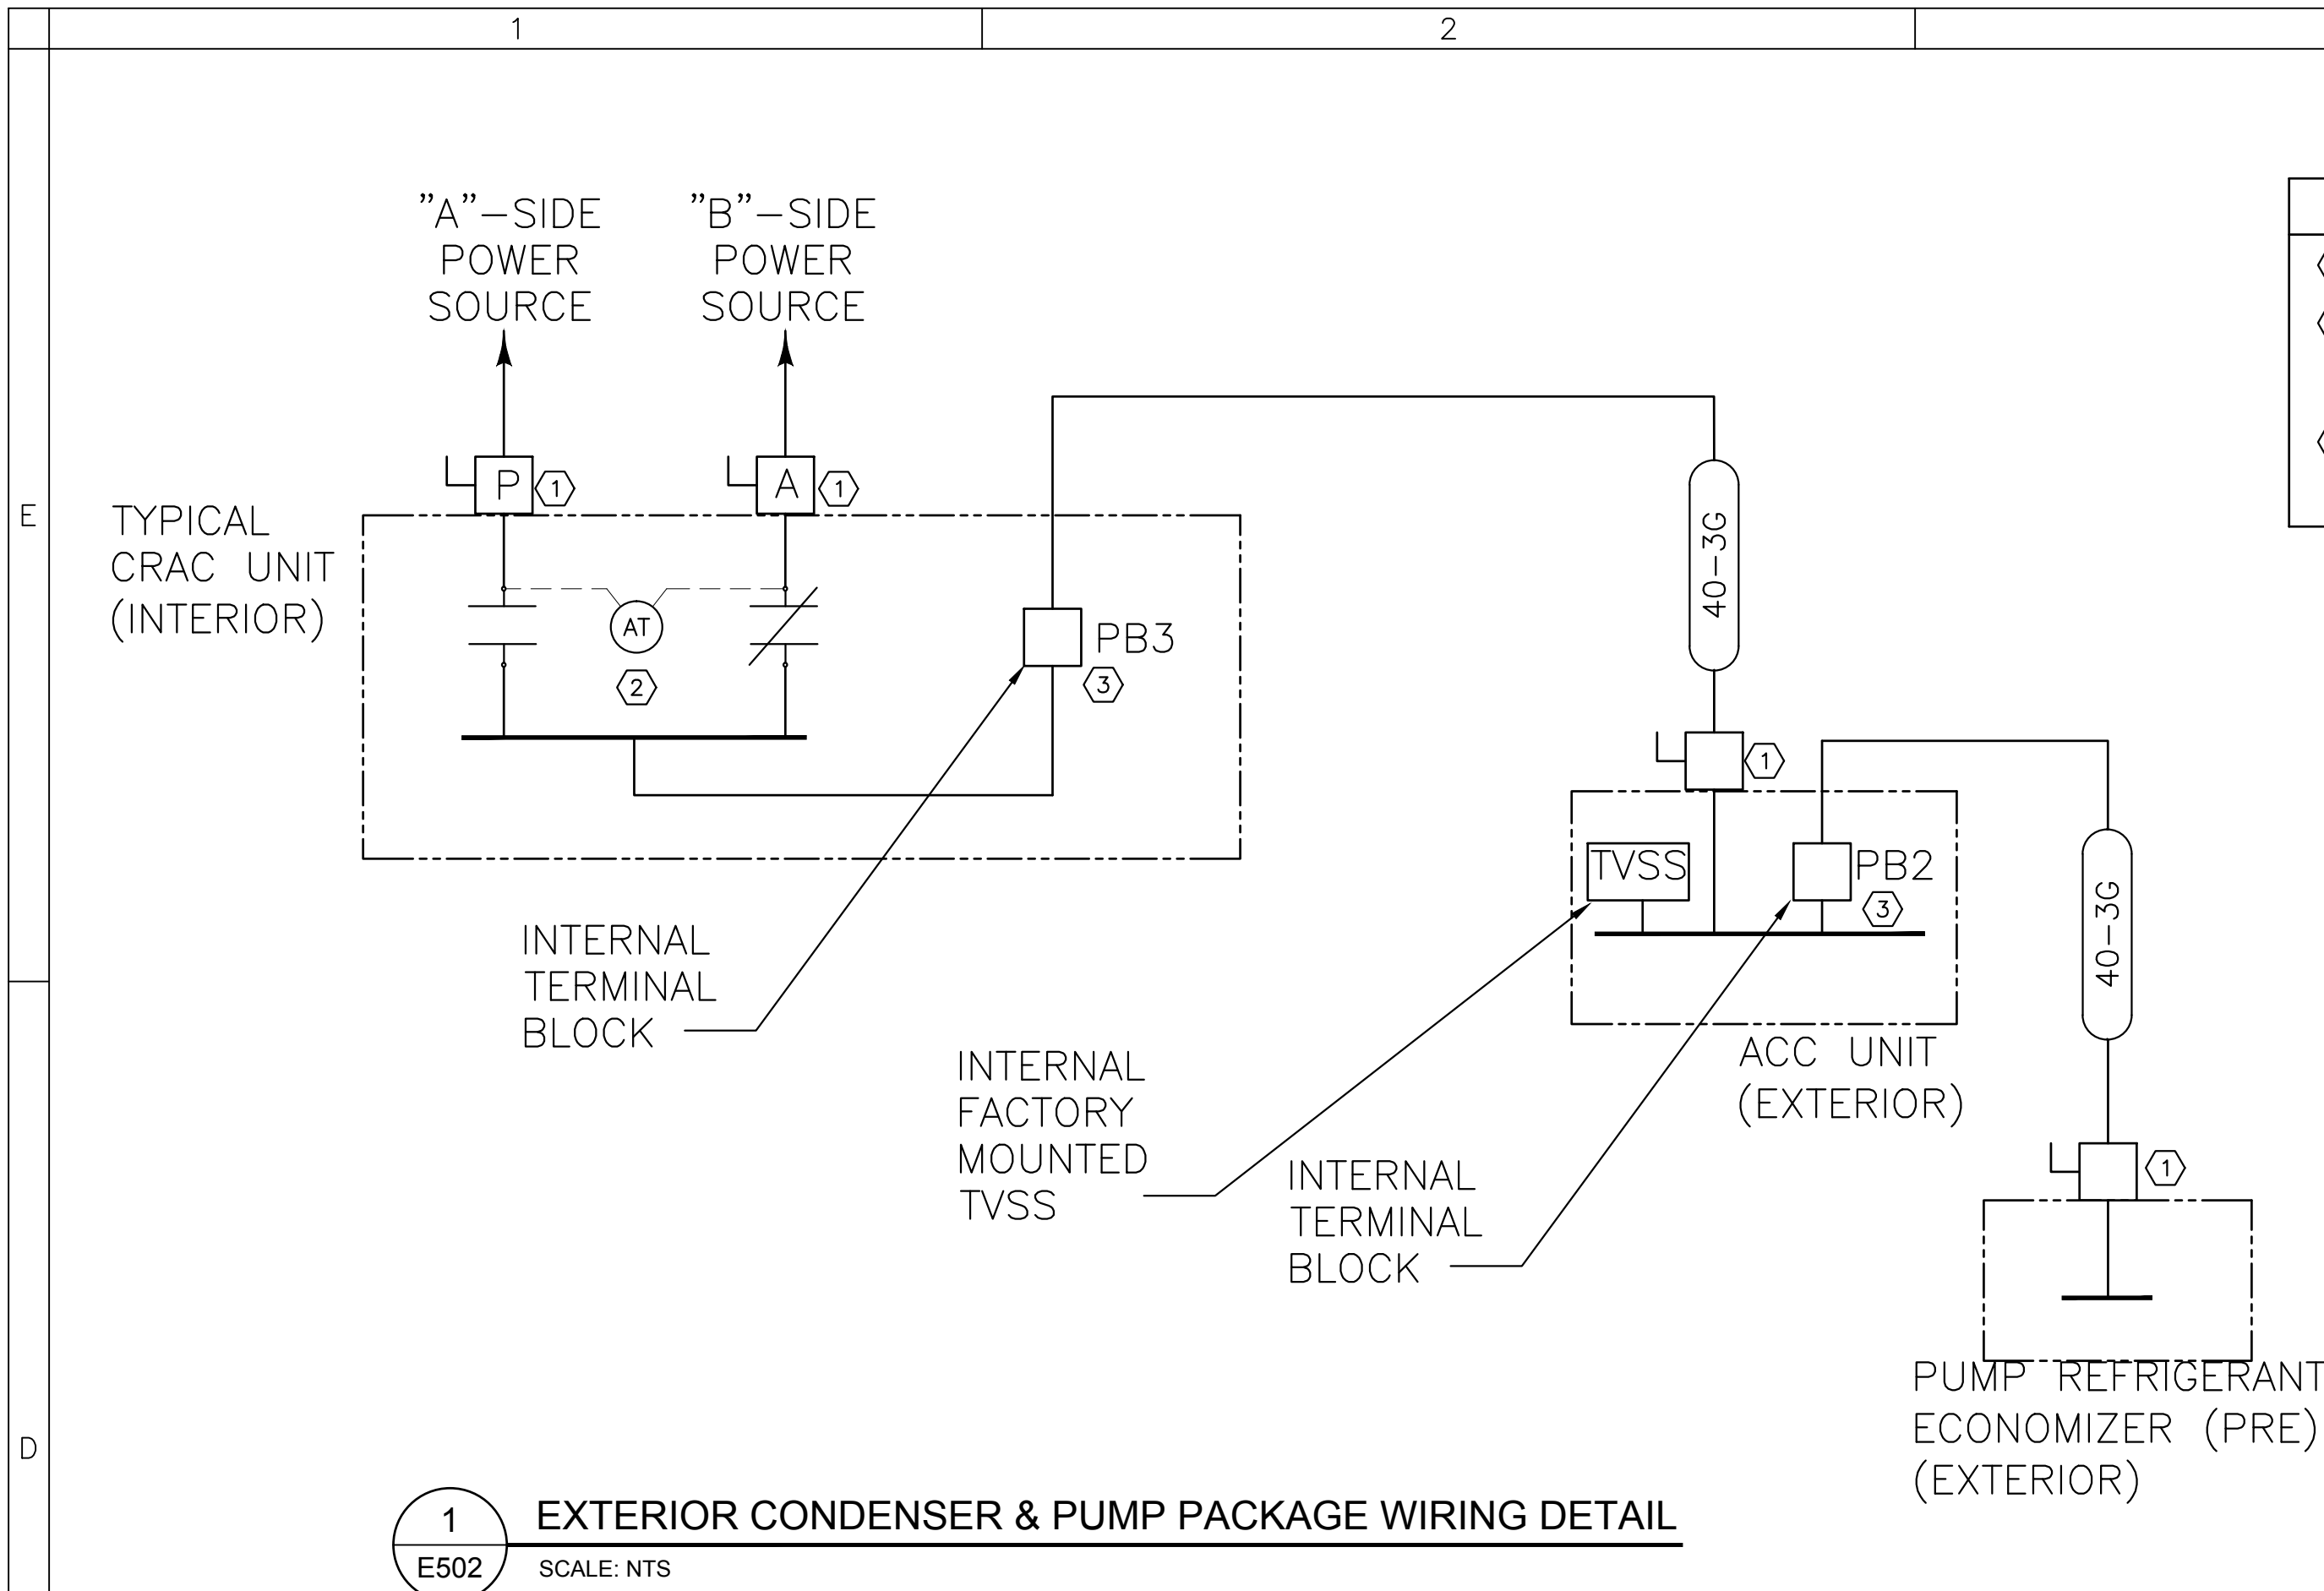 1
2
E
D
”A”–SIDE
POWER
SOURCE
”B”–SIDE
POWER
SOURCE
P
1
A
1
TYPICAL
CRAC UNIT
(INTERIOR)
AT
2
PB3
3
40–3G
1
TVSS
PB2
3
40–3G
INTERNAL
TERMINAL
BLOCK
ACC UNIT
(EXTERIOR)
INTERNAL
FACTORY
MOUNTED
TVSS
INTERNAL
TERMINAL
BLOCK
1
PUMP REFRIGERANT
ECONOMIZER (PRE)
(EXTERIOR)
1
E502
EXTERIOR CONDENSER & PUMP PACKAGE WIRING DETAIL
SCALE: NTS